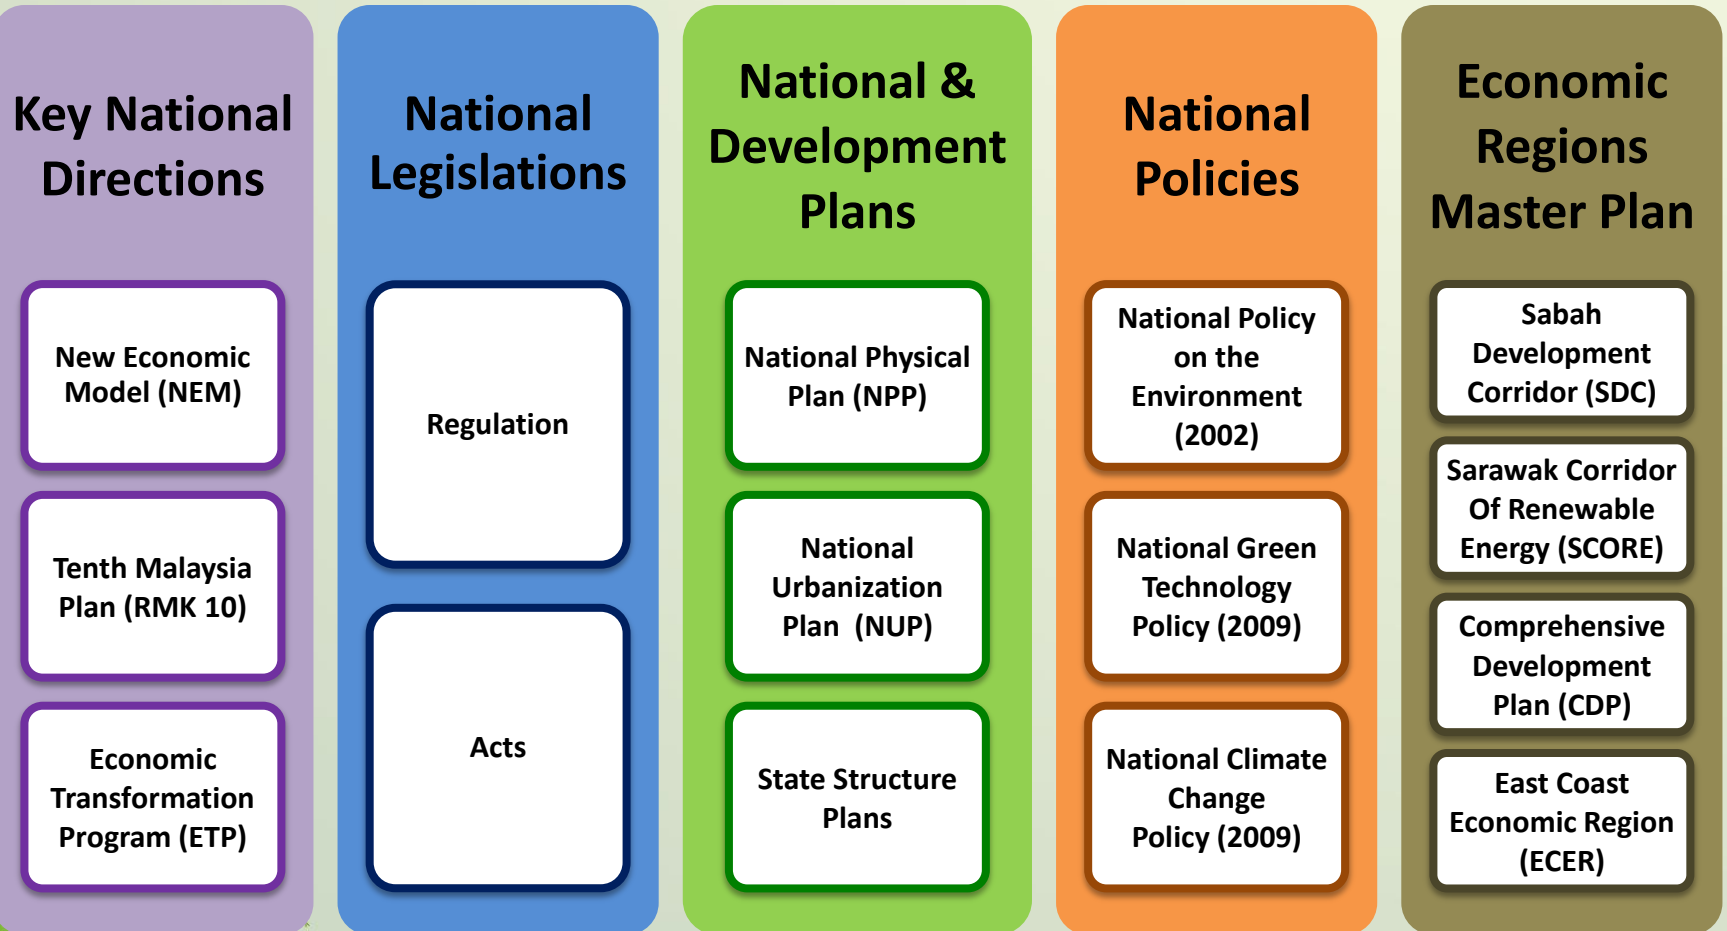 Key National
Directions
New Economic
Model (NEM)
Tenth Malaysia
Plan (RMK 10)
Economic
Transformation
Program (ETP)
National
Legislations
Regulation
Acts
National &
Development
Plans
National Physical
Plan (NPP)
National
Urbanization
Plan (NUP)
State Structure
Plans
National
Policies
National Policy
on the
Environment
(2002)
National Green
Technology
Policy (2009)
National Climate
Change
Policy (2009)
Economic
Regions
Master Plan
Sabah
Development
Corridor (SDC)
Sarawak Corridor
Of Renewable
Energy (SCORE)
Comprehensive
Development
Plan (CDP)
East Coast
Economic Region
(ECER)